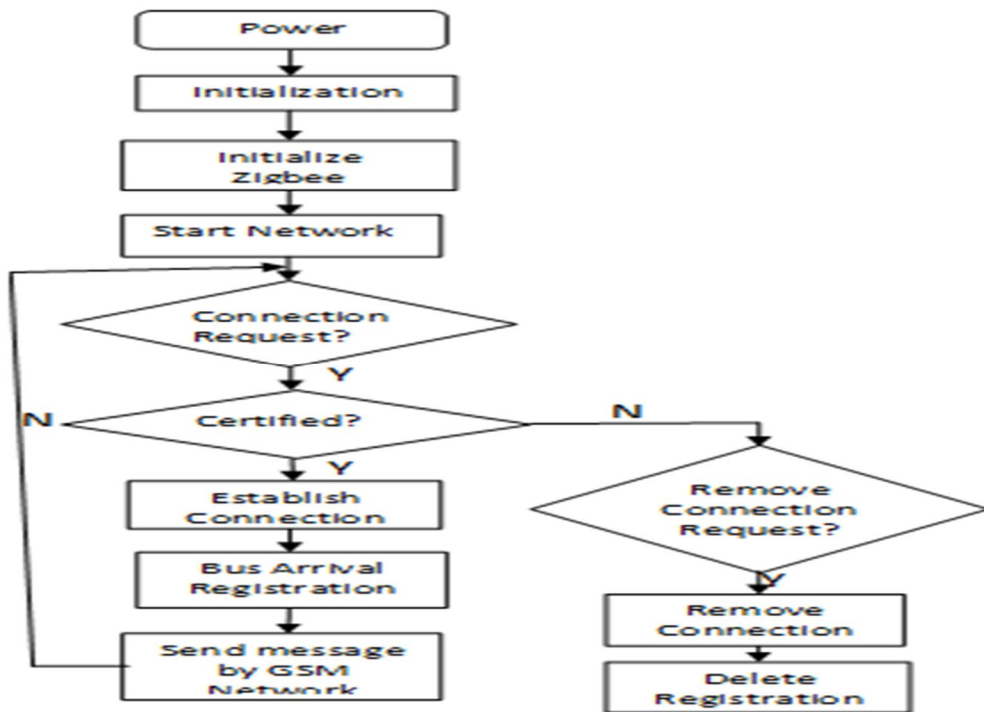 Power
Initialization
Initialize
Zigbee
Start Network
Connection
Request?
Y
N
Certified?
N
Y
Establish
Connection
Remove
Connection
Request?
Bus Arrival
Registration
Y
Remove
Connection
Send message
by GSM
Network
Delete
Registration